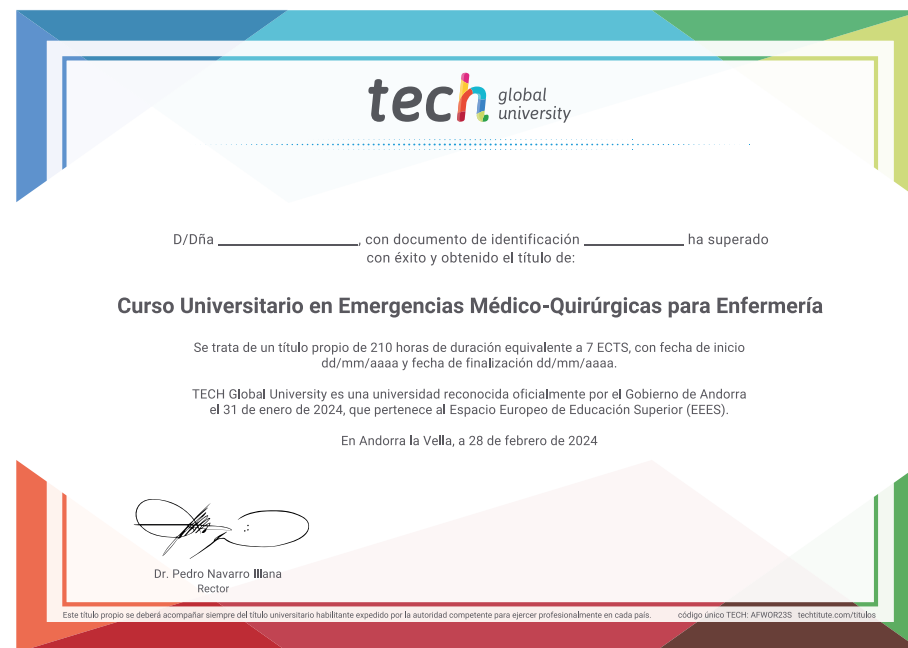 tech global
university
D/Dña ______________, con documento de identificación __________ ha superado
con éxito y obtenido el título de:
Curso Universitario en Emergencias Médico-Quirúrgicas para Enfermería
Se trata de un título propio de 210 horas de duración equivalente a 7 ECTS, con fecha de inicio
dd/mm/aaaa y fecha de finalización dd/mm/aaaa.
TECH Global University es una universidad reconocida oficialmente por el Gobierno de Andorra
el 31 de enero de 2024, que pertenece al Espacio Europeo de Educación Superior (EEES).
En Andorra la Vella, a 28 de febrero de 2024
Dr. Pedro Navarro Illana
Rector
Este título propio se deberá acompañar siempre del título universitario habilitante expedido por la autoridad competente para ejercer profesionalmente en cada país. código único TECH: AFWOR23S techtitute.com/titulos